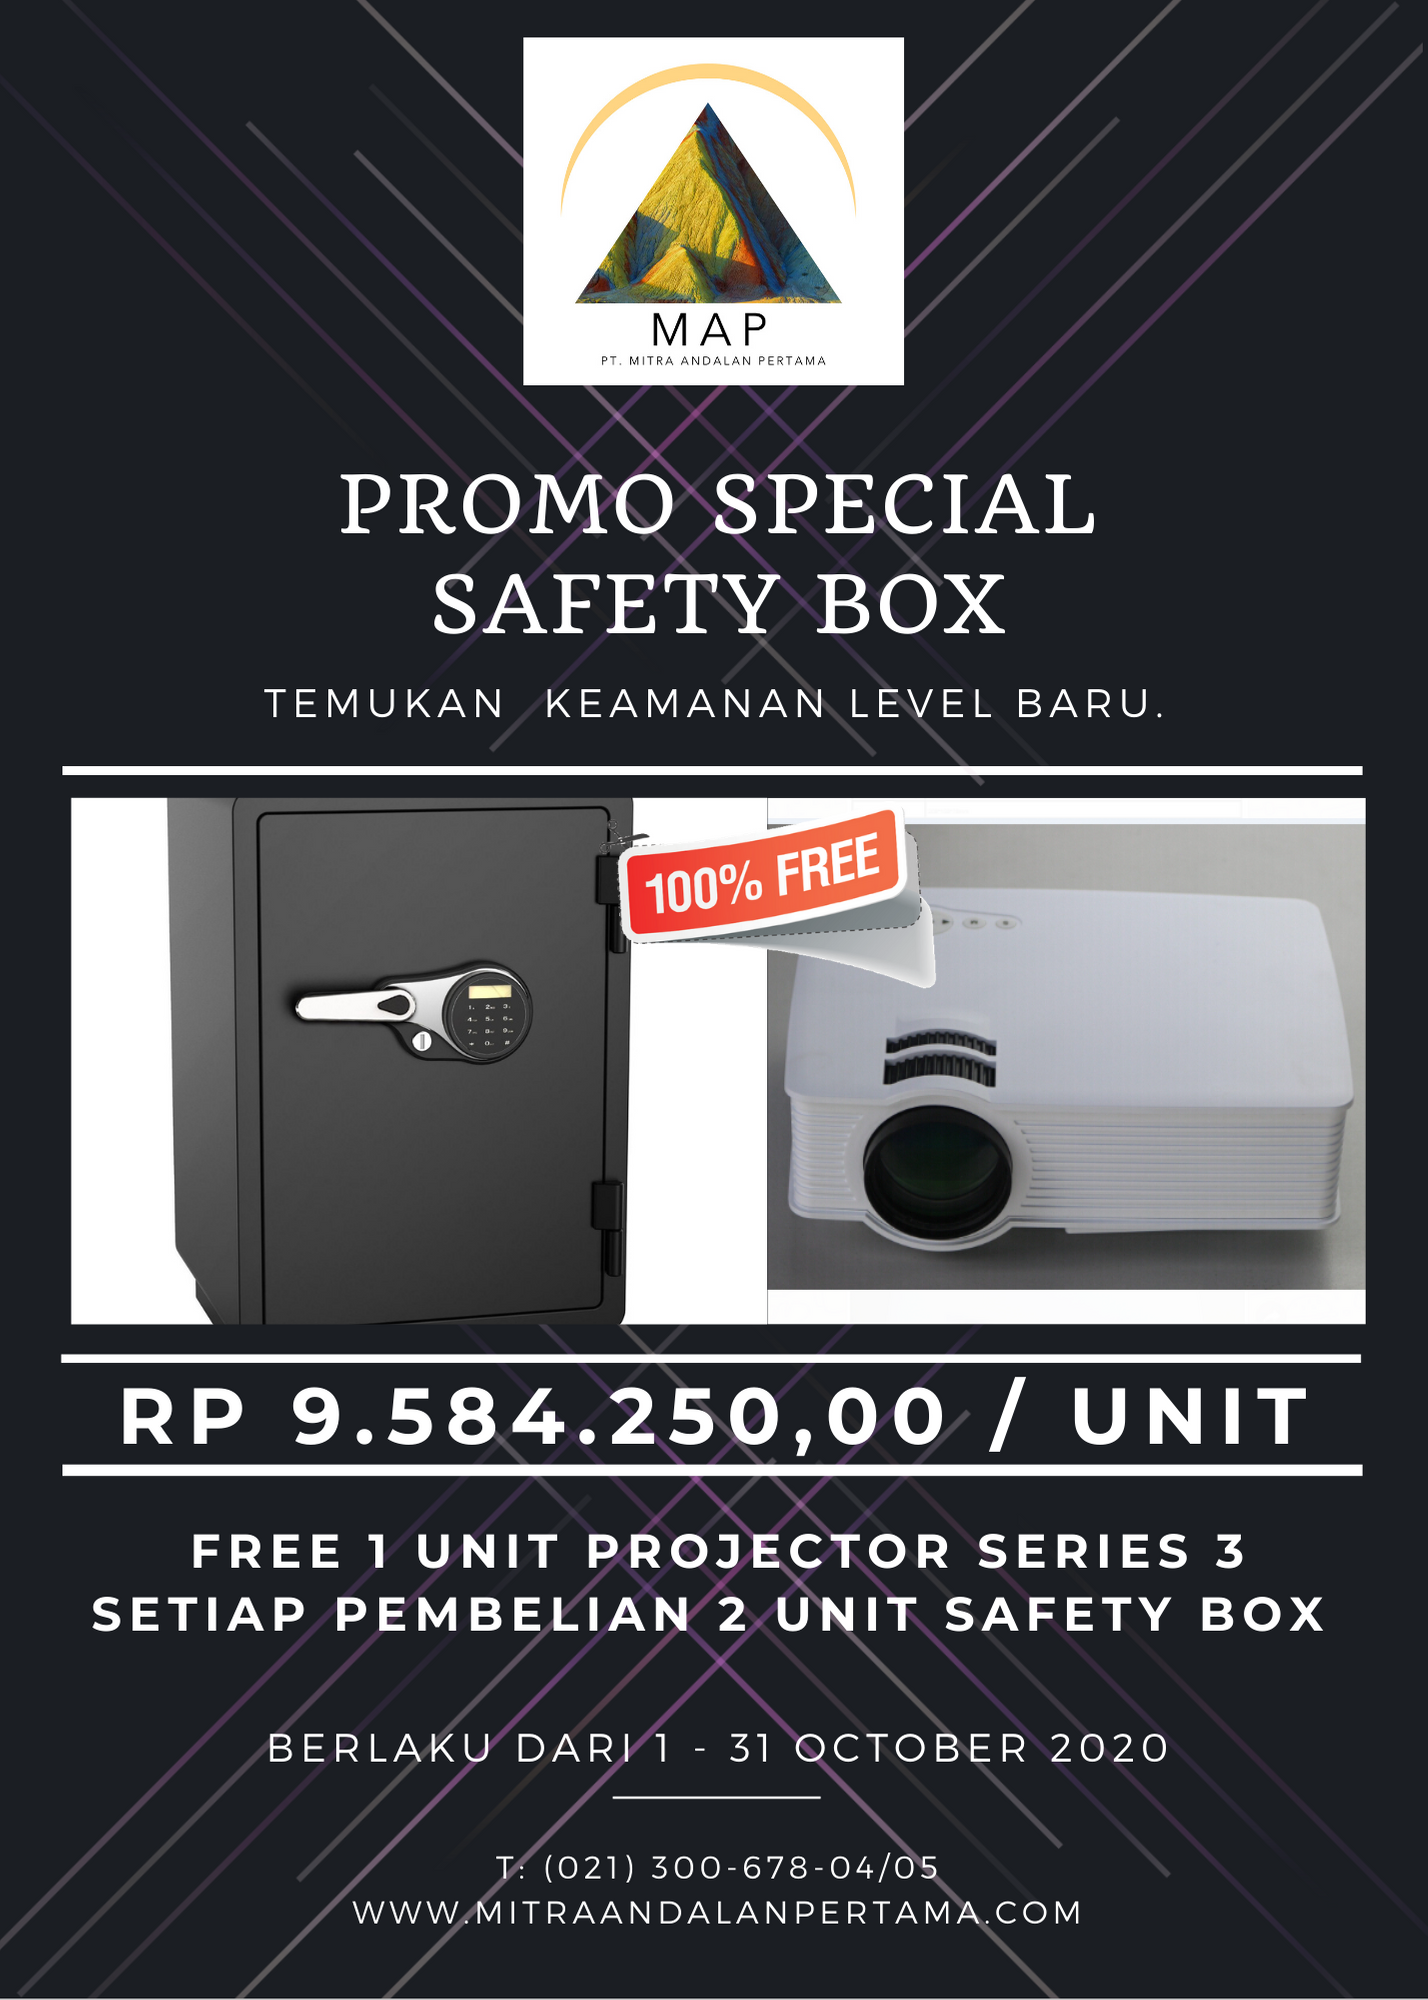 MAP
PT. MITRA ANDALAN PERTAMA
PROMO SPECIAL
SAFETY BOX
TEMUKAN KEAMANAN LEVEL BARU.
100% FREE
RP 9.584.250,00 / UNIT
FREE 1 UNIT PROJECTOR SERIES 3
SETIAP PEMBELIAN 2 UNIT SAFETY BOX
BERLAKU DARI 1 - 31 OCTOBER 2020
T: (021) 300-678-04/05
WWW.MITRAANDALANPERTAMA.COM